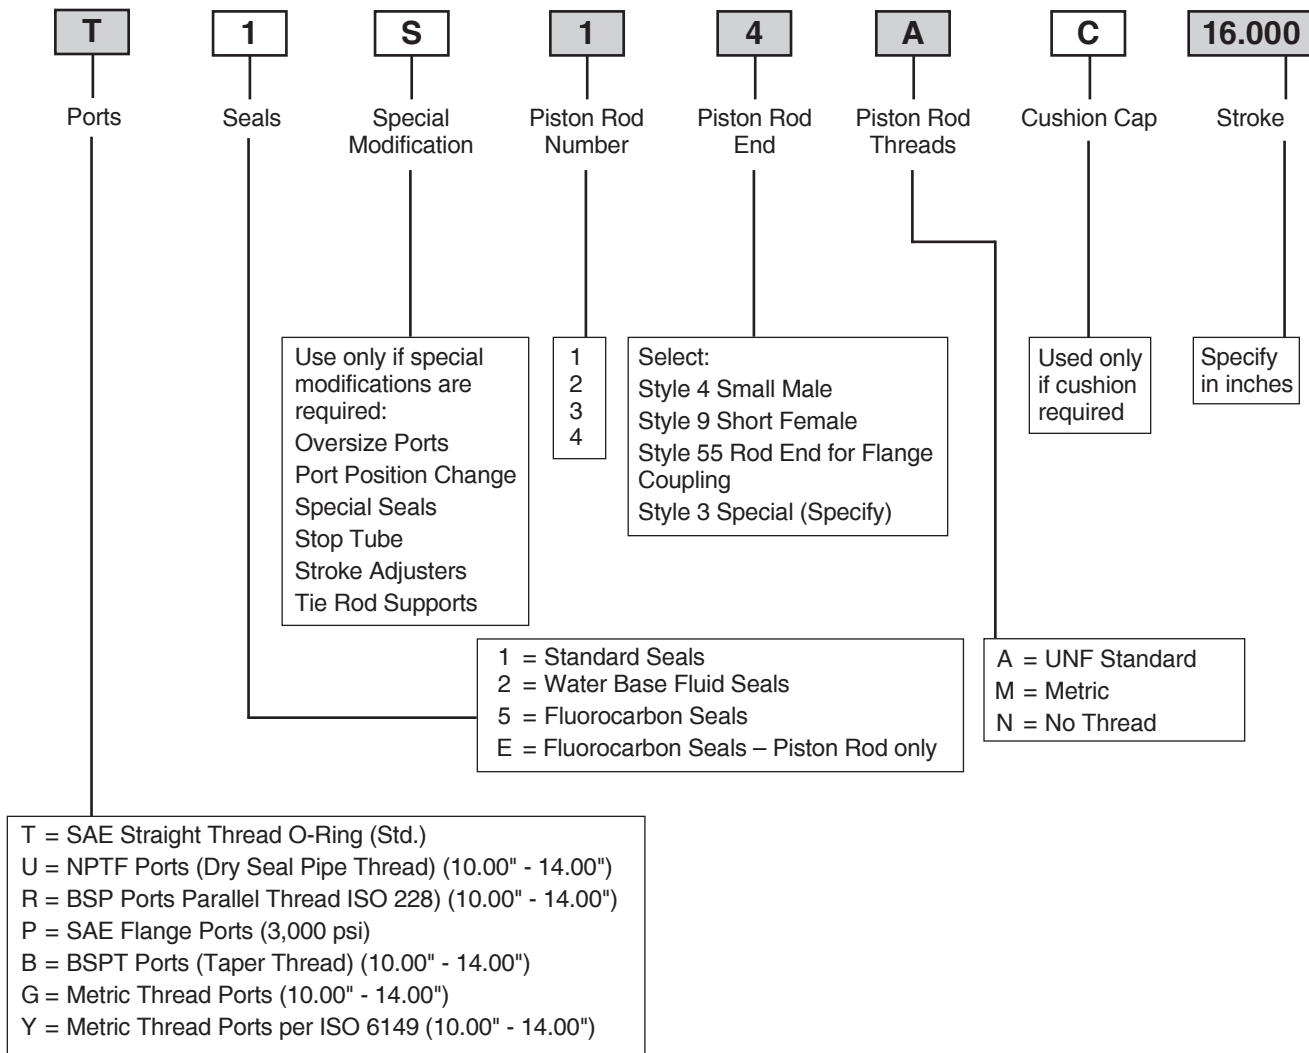 T 1 S 1 4 A C 16.000
Ports
Seals
Special
Modification
Piston Rod
Number
Piston Rod
End
Piston Rod
Threads
Cushion Cap
Stroke
Use only if special
modifications are
required:
Oversize Ports
Port Position Change
Special Seals
Stop Tube
Stroke Adjusters
Tie Rod Supports
1
2
3
4
Select:
Style 4 Small Male
Style 9 Short Female
Style 55 Rod End for Flange
Coupling
Style 3 Special (Specify)
Used only
if cushion
required
Specify
in inches
1 = Standard Seals
2 = Water Base Fluid Seals
5 = Fluorocarbon Seals
E = Fluorocarbon Seals – Piston Rod only
A = UNF Standard
M = Metric
N = No Thread
T = SAE Straight Thread O-Ring (Std.)
U = NPTF Ports (Dry Seal Pipe Thread) (10.00" - 14.00")
R = BSP Ports Parallel Thread ISO 228) (10.00" - 14.00")
P = SAE Flange Ports (3,000 psi)
B = BSPT Ports (Taper Thread) (10.00" - 14.00")
G = Metric Thread Ports (10.00" - 14.00")
Y = Metric Thread Ports per ISO 6149 (10.00" - 14.00")